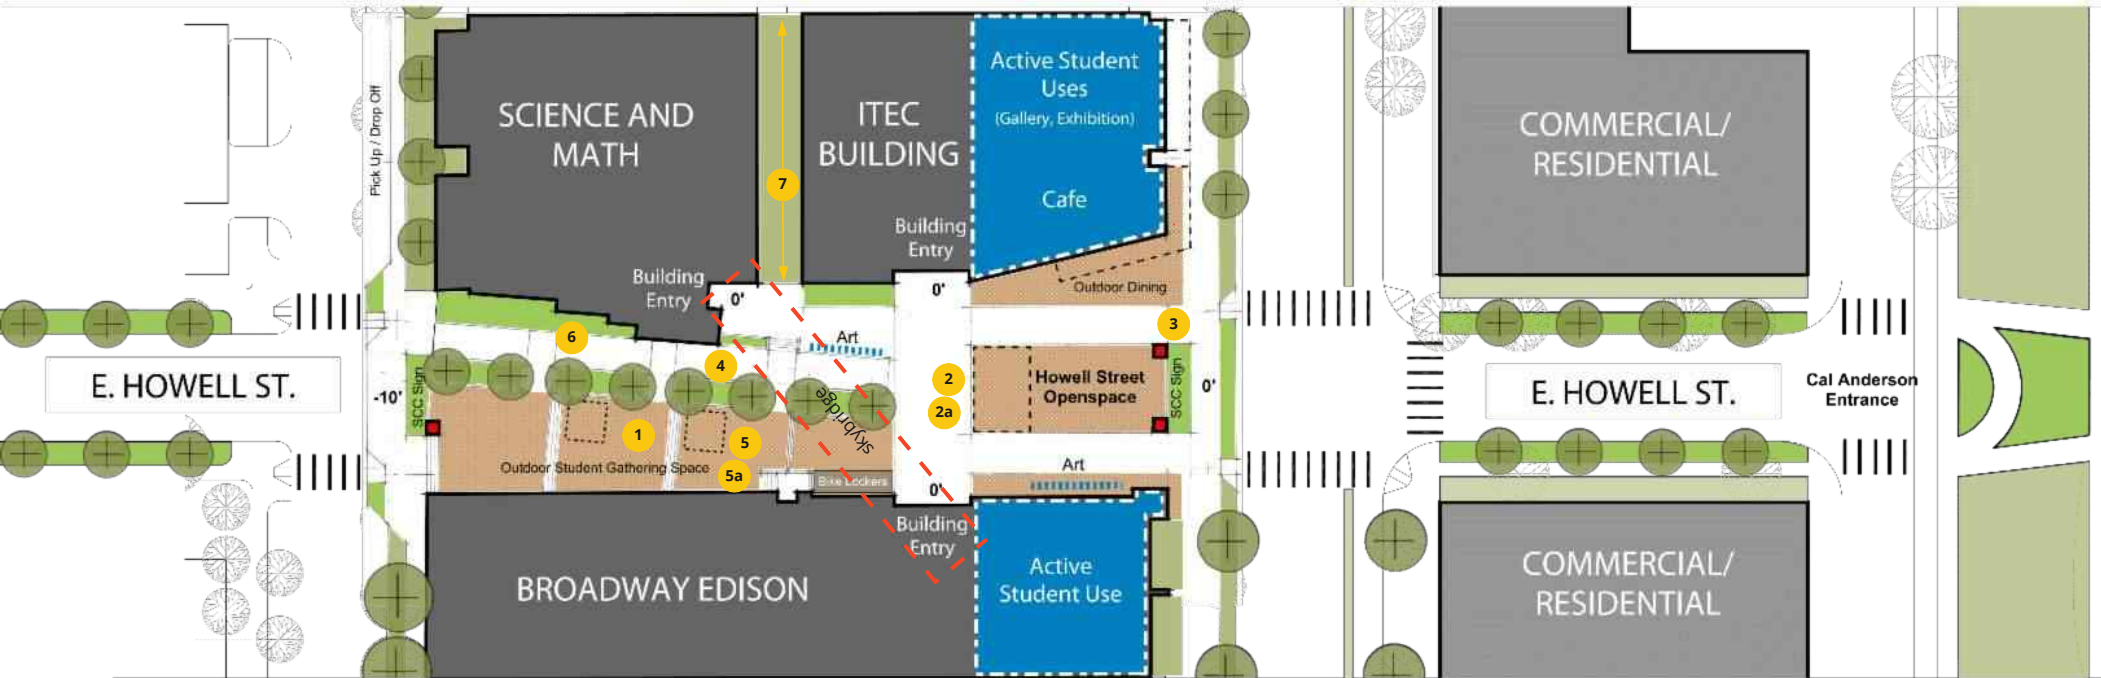 Pick Up / Drop Off
SCIENCE AND
MATH
7
ITEC
BUILDING
Active Student
Uses
(Gallery, Exhibition)
Cafe
Building
Entry
Building
Entry
0'
0'
Outdoor Dining
COMMERCIAL/
RESIDENTIAL
6
Art
3
4
E. HOWELL ST.
-10'
SCC Sign
skybridge
2
2a
Howell Street
Openspace
SCC Sign
0'
E. HOWELL ST.
Cal Anderson
Entrance
1
5
Outdoor Student Gathering Space
5a
Bike Lockers
0'
Art
Building
Entry
BROADWAY EDISON
Active
Student Use
COMMERCIAL/
RESIDENTIAL